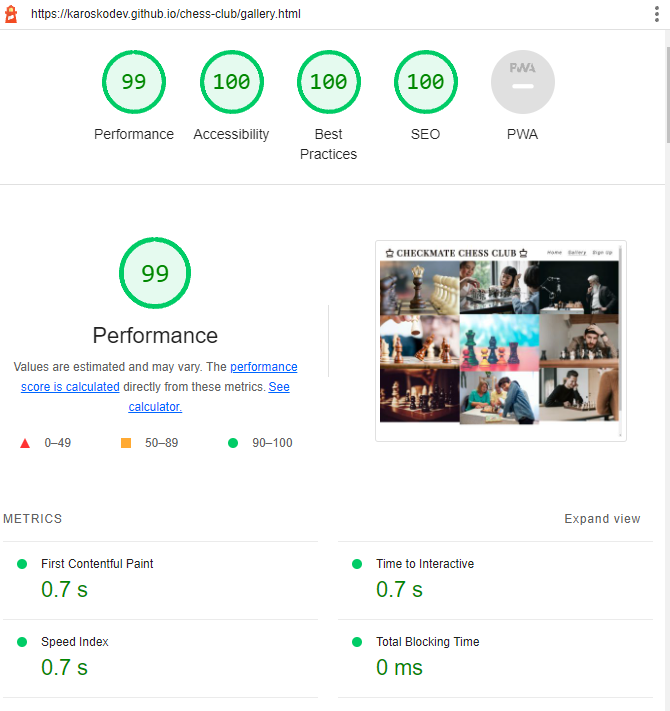 https://karoskodev.github.io/chess-club/gallery.html
99
100
100
100
PWA
Performance
Accessibility
Best
Practices
SEO
PWA
99
Performance
Values are estimated and may vary. The performance
score is calculated directly from these metrics. See
calculator.
0–49
50–89
90–100
CHECKMATE CHESS CLUB
Home Gallery Sign Up
METRICS
Expand view
First Contentful Paint
0.7 s
Time to Interactive
0.7 s
Speed Index
0.7 s
Total Blocking Time
0 ms